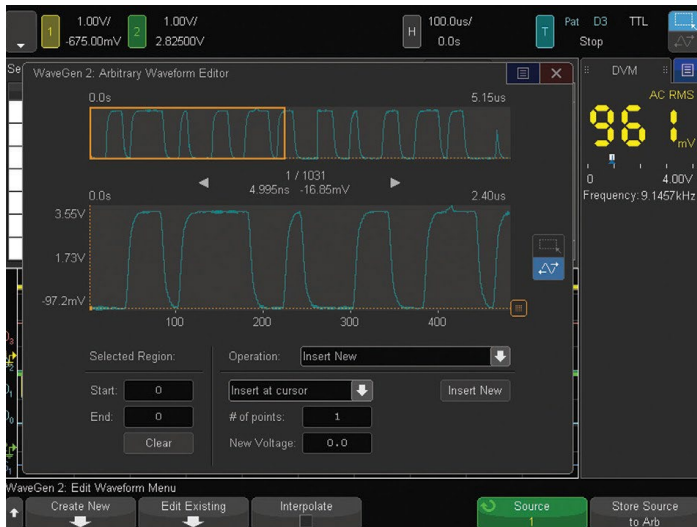 1 1.00V/ -675.00mV
2 1.00V/ 2.82500V
H 100.0us/ 0.0s
T Pat D3 TTL
Stop
WaveGen 2: Arbitrary Waveform Editor
DVM
AC RMS
961 mV
0 4.00V
Frequency: 9.1457kHz
0.0s 5.15us
1 / 1031
4.995ns -16.85mV
0.0s 2.40us
3.55V
1.73V
-97.2mV
100 200 300 400
Selected Region:
Start: 0
End: 0
Clear
Operation: Insert New
Insert at cursor
Insert New
# of points: 1
New Voltage: 0.0
WaveGen 2: Edit Waveform Menu
Create New
Edit Existing
Interpolate
Source
1
Store Source
to Arb